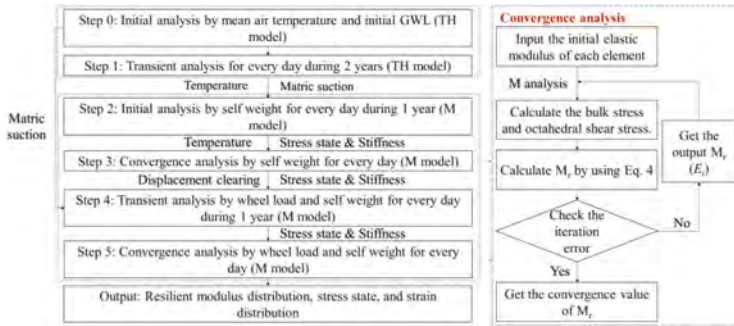 Step 0: Initial analysis by mean air temperature and initial GWL (TH
model)
Step 1: Transient analysis for every day during 2 years (TH model)
Temperature Matric suction
Step 2: Initial analysis by self weight for every day during 1 year (M
model)
Temperature Stress state & Stiffness
Step 3: Convergence analysis by self weight for every day (M model)
Displacement clearing Stress state & Stiffness
Step 4: Transient analysis by wheel load and self weight for every day
during 1 year (M model)
Stress state & Stiffness
Step 5: Convergence analysis by wheel load and self weight for every
day (M model)
Output: Resilient modulus distribution, stress state, and strain
distribution
Matric
suction
Convergence analysis
Input the initial elastic
modulus of each element
M analysis
Calculate the bulk stress
and octahedral shear stress.
Calculate Mr by using Eq. 4
Check the
iteration
error
No
Get the
output Mr
(Ei)
Yes
Get the convergence value
of Mr